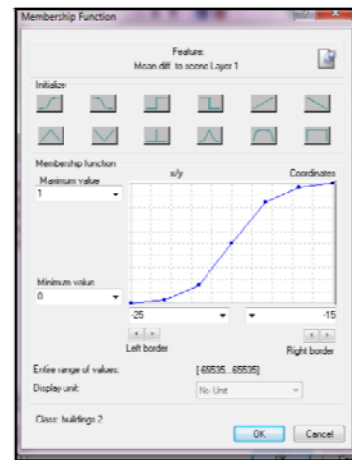 Membership Function
Feature:
Mean diff. to scene Layer 1
Initialize
Membership function
Maximum value
x/y
Coordinates
1
Minimum value
0
-25
-15
Left border
Right border
Entire range of values:
[-65535...65535]
Display unit:
No Unit
Class: buildings 2
OK
Cancel